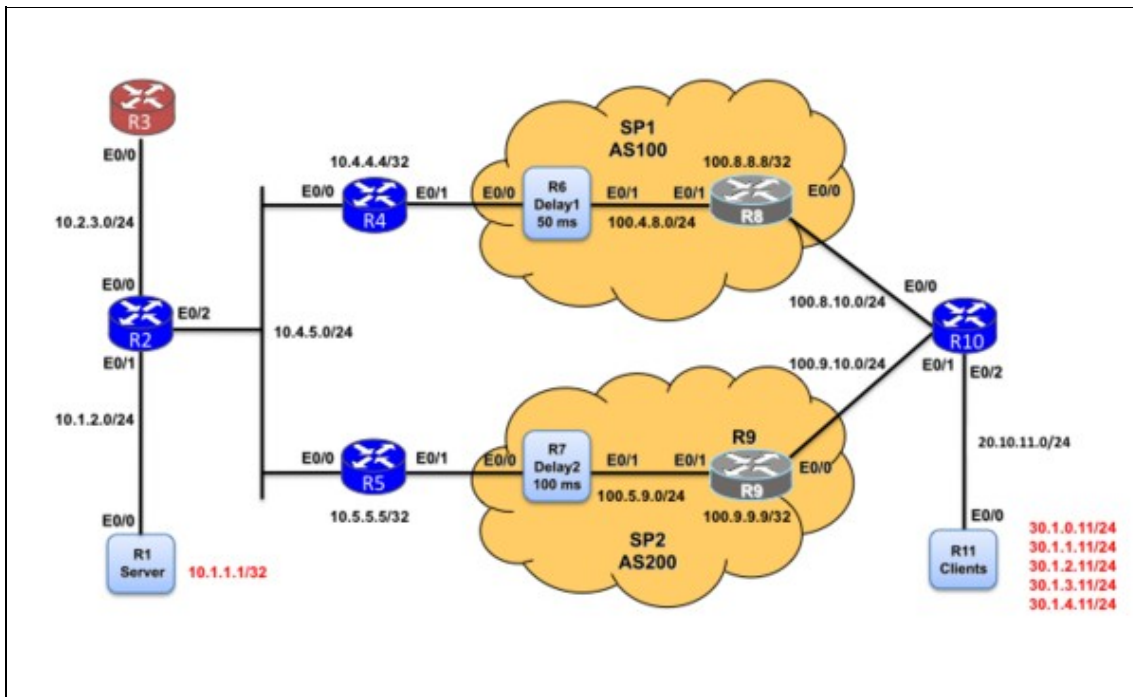 R3
E0/0
10.2.3.0/24
E0/0
R2
E0/2
E0/1
10.1.2.0/24
E0/0
R1
Server
10.1.1.1/32
10.4.5.0/24
10.4.4.4/32
E0/0
R4
E0/1
E0/0
R5
E0/1
10.5.5.5/32
SP1
AS100
E0/0
R6
Delay1
50 ms
E0/1
100.4.8.0/24
E0/1
100.8.8.8/32
R8
E0/0
E0/0
R7
Delay2
100 ms
E0/1
100.5.9.0/24
E0/1
R9
R9
E0/0
100.9.9.9/32
SP2
AS200
100.8.10.0/24
100.9.10.0/24
E0/0
R10
E0/1
E0/2
20.10.11.0/24
E0/0
R11
Clients
30.1.0.11/24
30.1.1.11/24
30.1.2.11/24
30.1.3.11/24
30.1.4.11/24